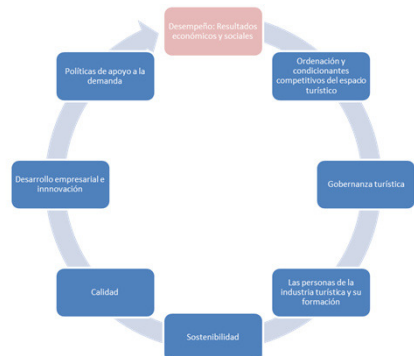 Desempeño: Resultados
económicos y sociales
Ordenación y
condicionantes
competitivos del espacio
turístico
Gobernanza turística
Las personas de la
industria turística y su
formación
Sostenibilidad
Calidad
Desarrollo empresarial e
innnovación
Políticas de apoyo a la
demanda